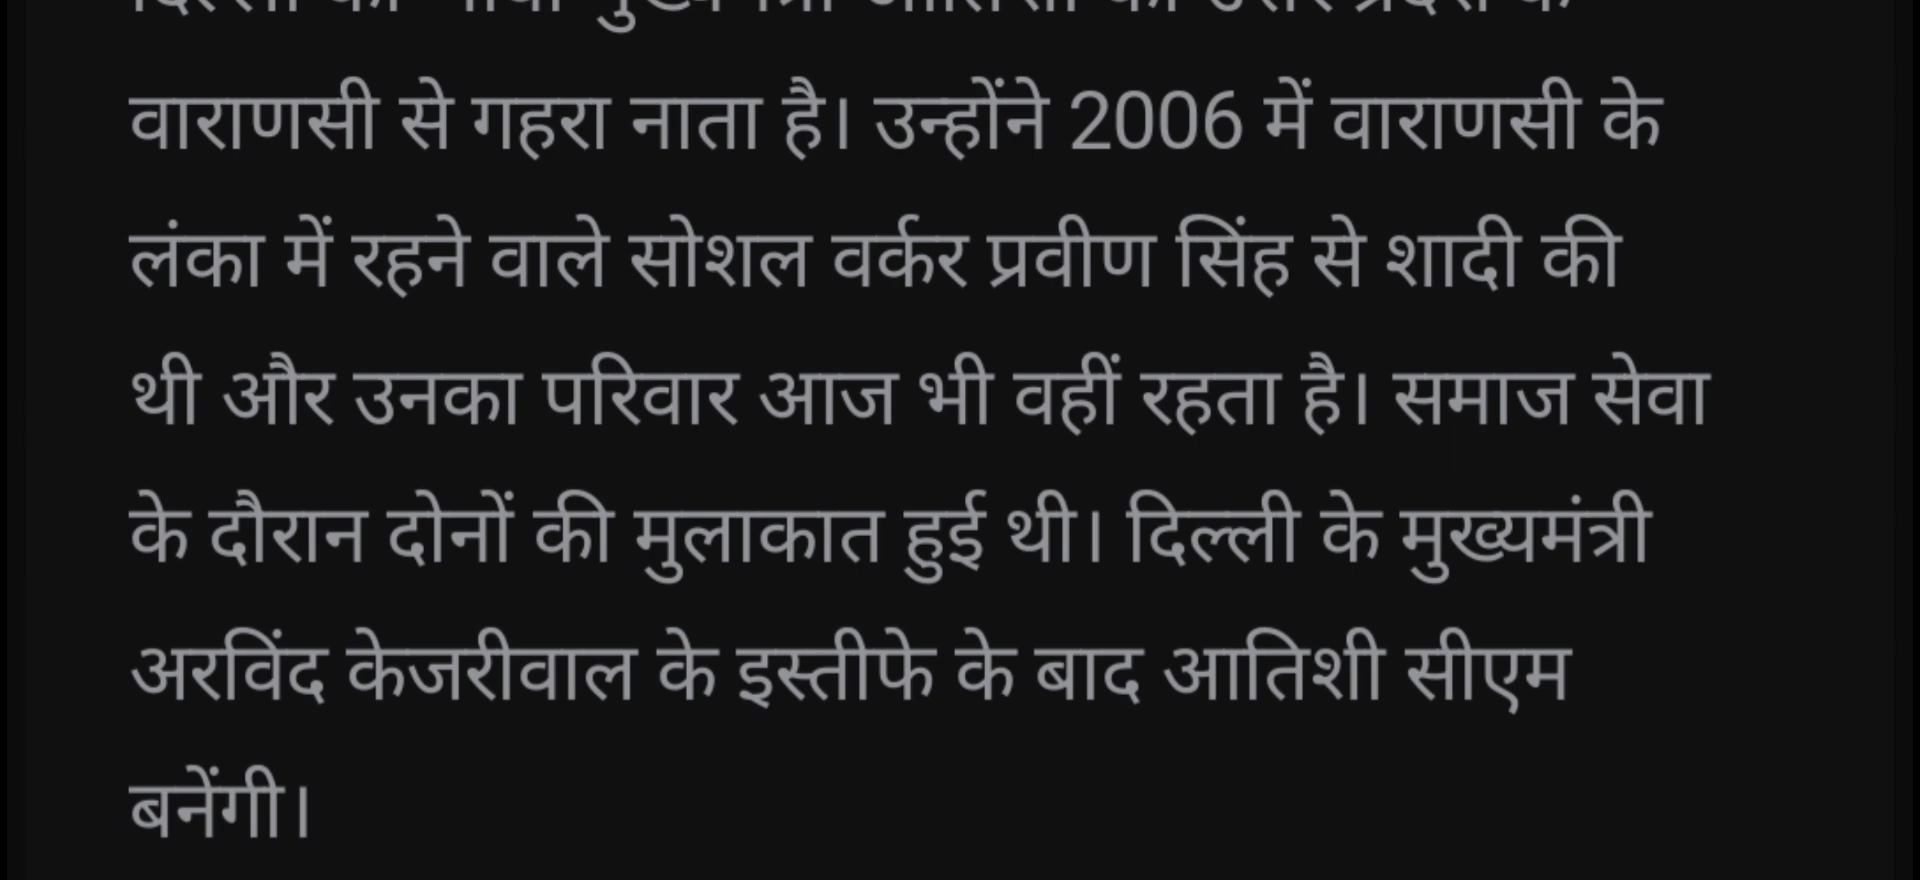 वाराणसी से गहरा नाता है। उन्होंने 2006 में वाराणसी के
लंका में रहने वाले सोशल वर्कर प्रवीण सिंह से शादी की
थी और उनका परिवार आज भी वहीं रहता है। समाज सेवा
के दौरान दोनों की मुलाकात हुई थी। दिल्ली के मुख्यमंत्री
अरविंद केजरीवाल के इस्तीफे के बाद आतिशी सीएम
बनेंगी।